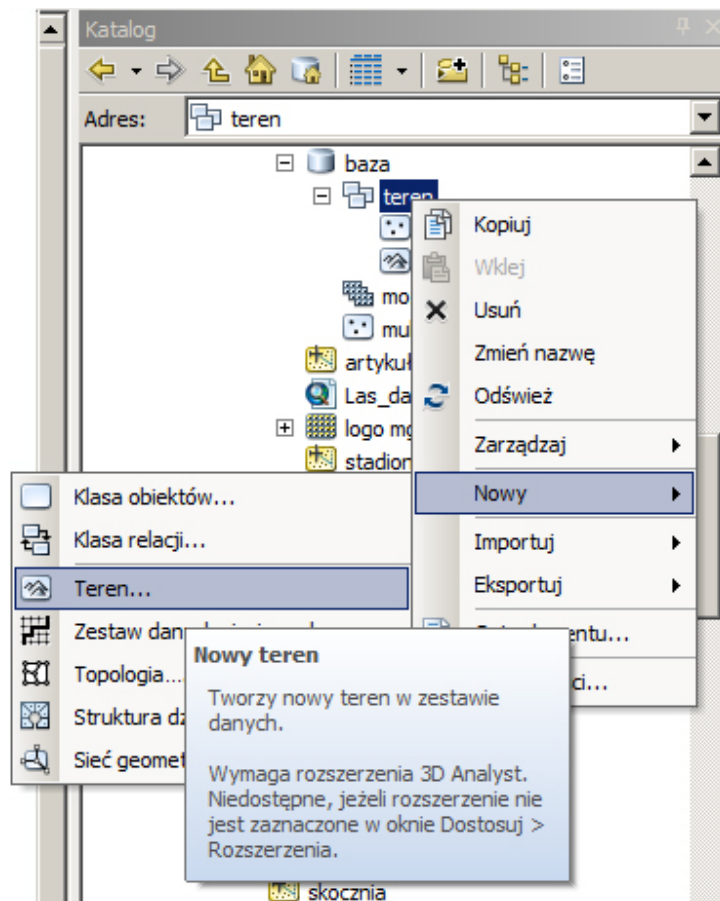 Katalog
Adres:
teren
baza
teren
Kopiuj
Wklej
Usuń
Zmień nazwę
artykuł
Las_da
Odśwież
logo
Zarządzaj
stadion
Klasa obiektów...
Nowy
Klasa relacji...
Importuj
Teren...
Eksportuj
Zestaw
Nowy teren
Topologia...
Tworzy nowy teren w zestawie
danych.
Struktura
Sieć
Wymaga rozszerzenia 3D Analyst.
Niedostępne, jeżeli rozszerzenie nie
jest zaznaczone w oknie Dostosuj >
Rozszerzenia.
skocznia